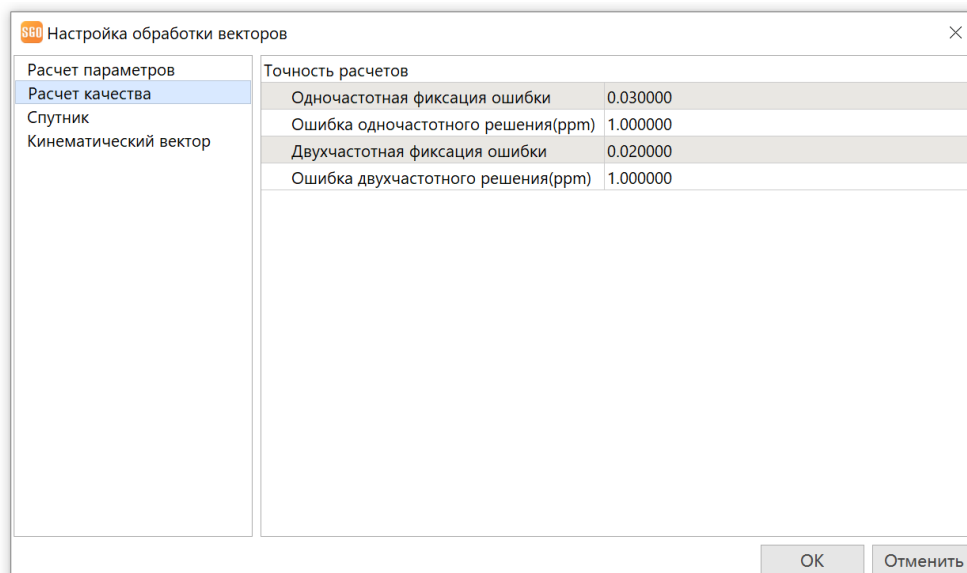 SGO Настройка обработки векторов
Расчет параметров
Расчет качества
Спутник
Кинематический вектор
Точность расчетов
Одночастотная фиксация ошибки 0.030000
Ошибка одночастотного решения(ppm) 1.000000
Двухчастотная фиксация ошибки 0.020000
Ошибка двухчастотного решения(ppm) 1.000000
ОК Отменить